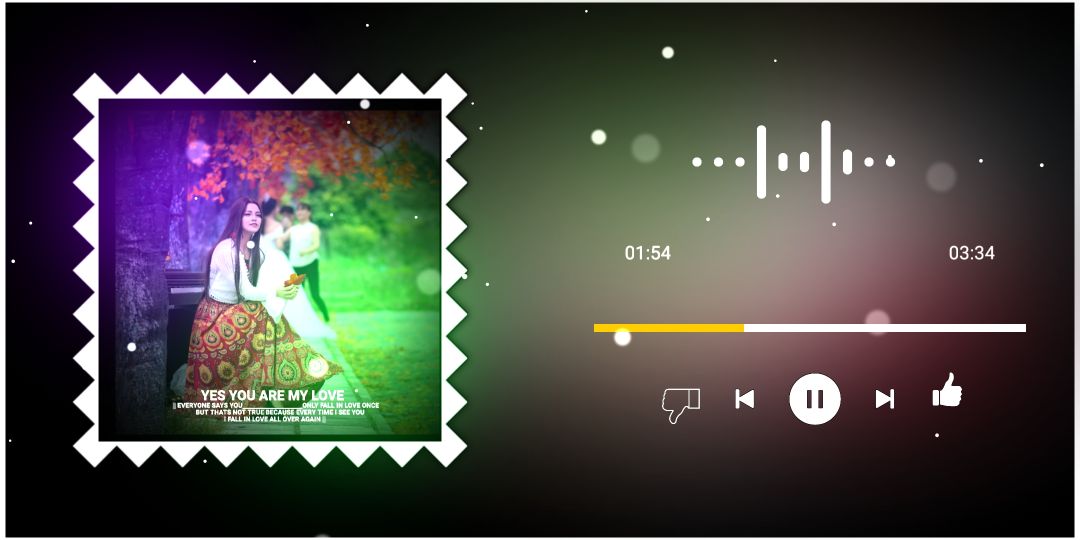 01:54
03:34
YES YOU ARE MY LOVE
|| EVERYONE SAYS YOU ONLY FALL IN LOVE ONCE
BUT THATS NOT TRUE BECAUSE EVERY TIME I SEE YOU
I FALL IN LOVE ALL OVER AGAIN ||